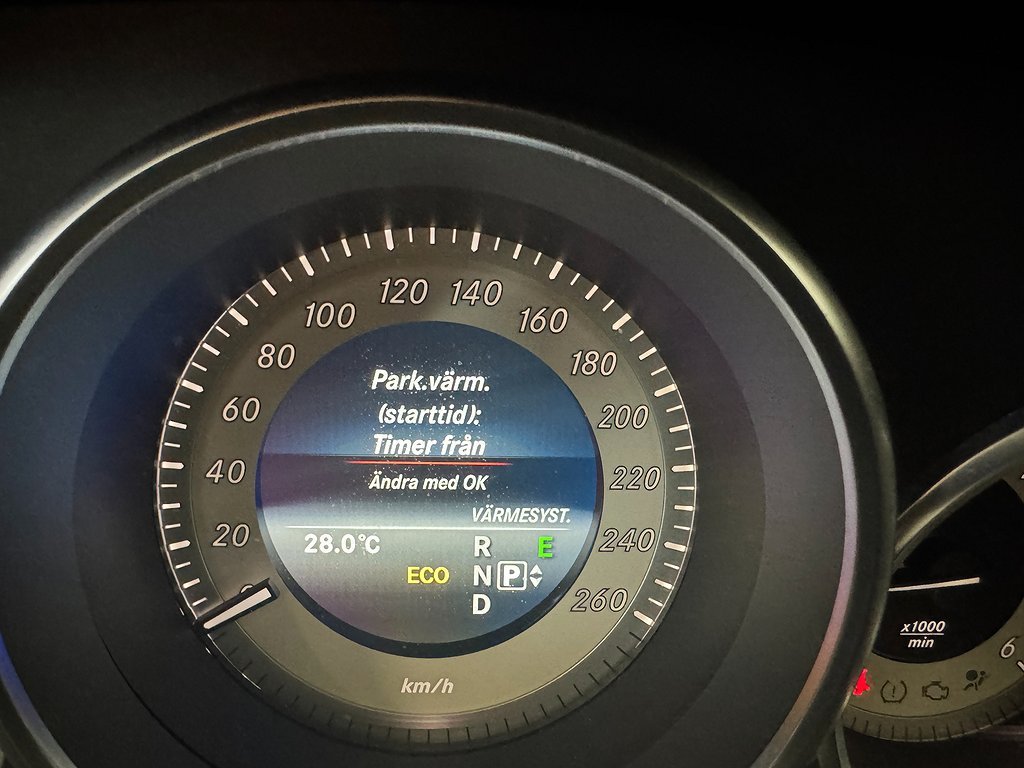 120 140
100 160
80 180
60 200
40 220
20 240
260
Park.värm.
(starttid):
Timer från
Ändra med OK
VÄRMESYST.
28.0°C
R E
ECO N P
D
km/h
x1000
min
6